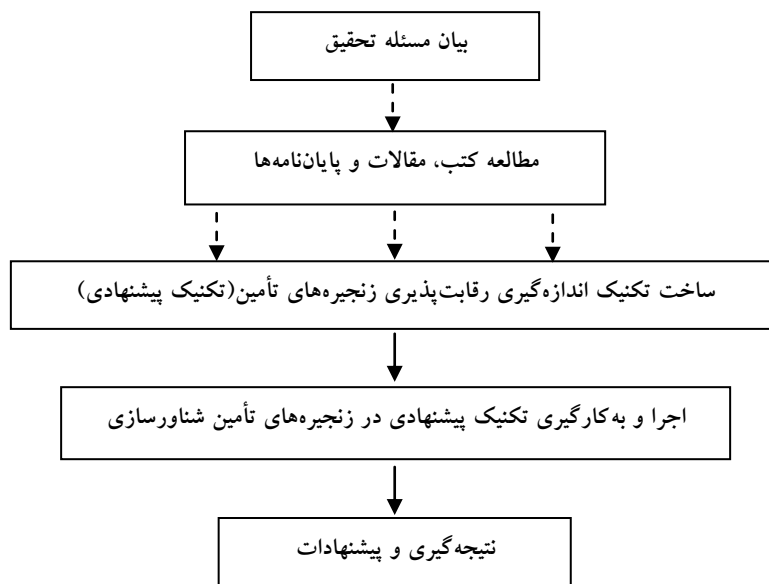 بیان مسئله تحقیق
مطالعه کتب، مقالات و پایان‌نامه‌ها
ساخت تکنیک اندازه‌گیری رقابت‌پذیری زنجیره‌های تأمین(تکنیک پیشنهادی)
اجرا و به‌کارگیری تکنیک پیشنهادی در زنجیره‌های تأمین شناورسازی
نتیجه‌گیری و پیشنهادات